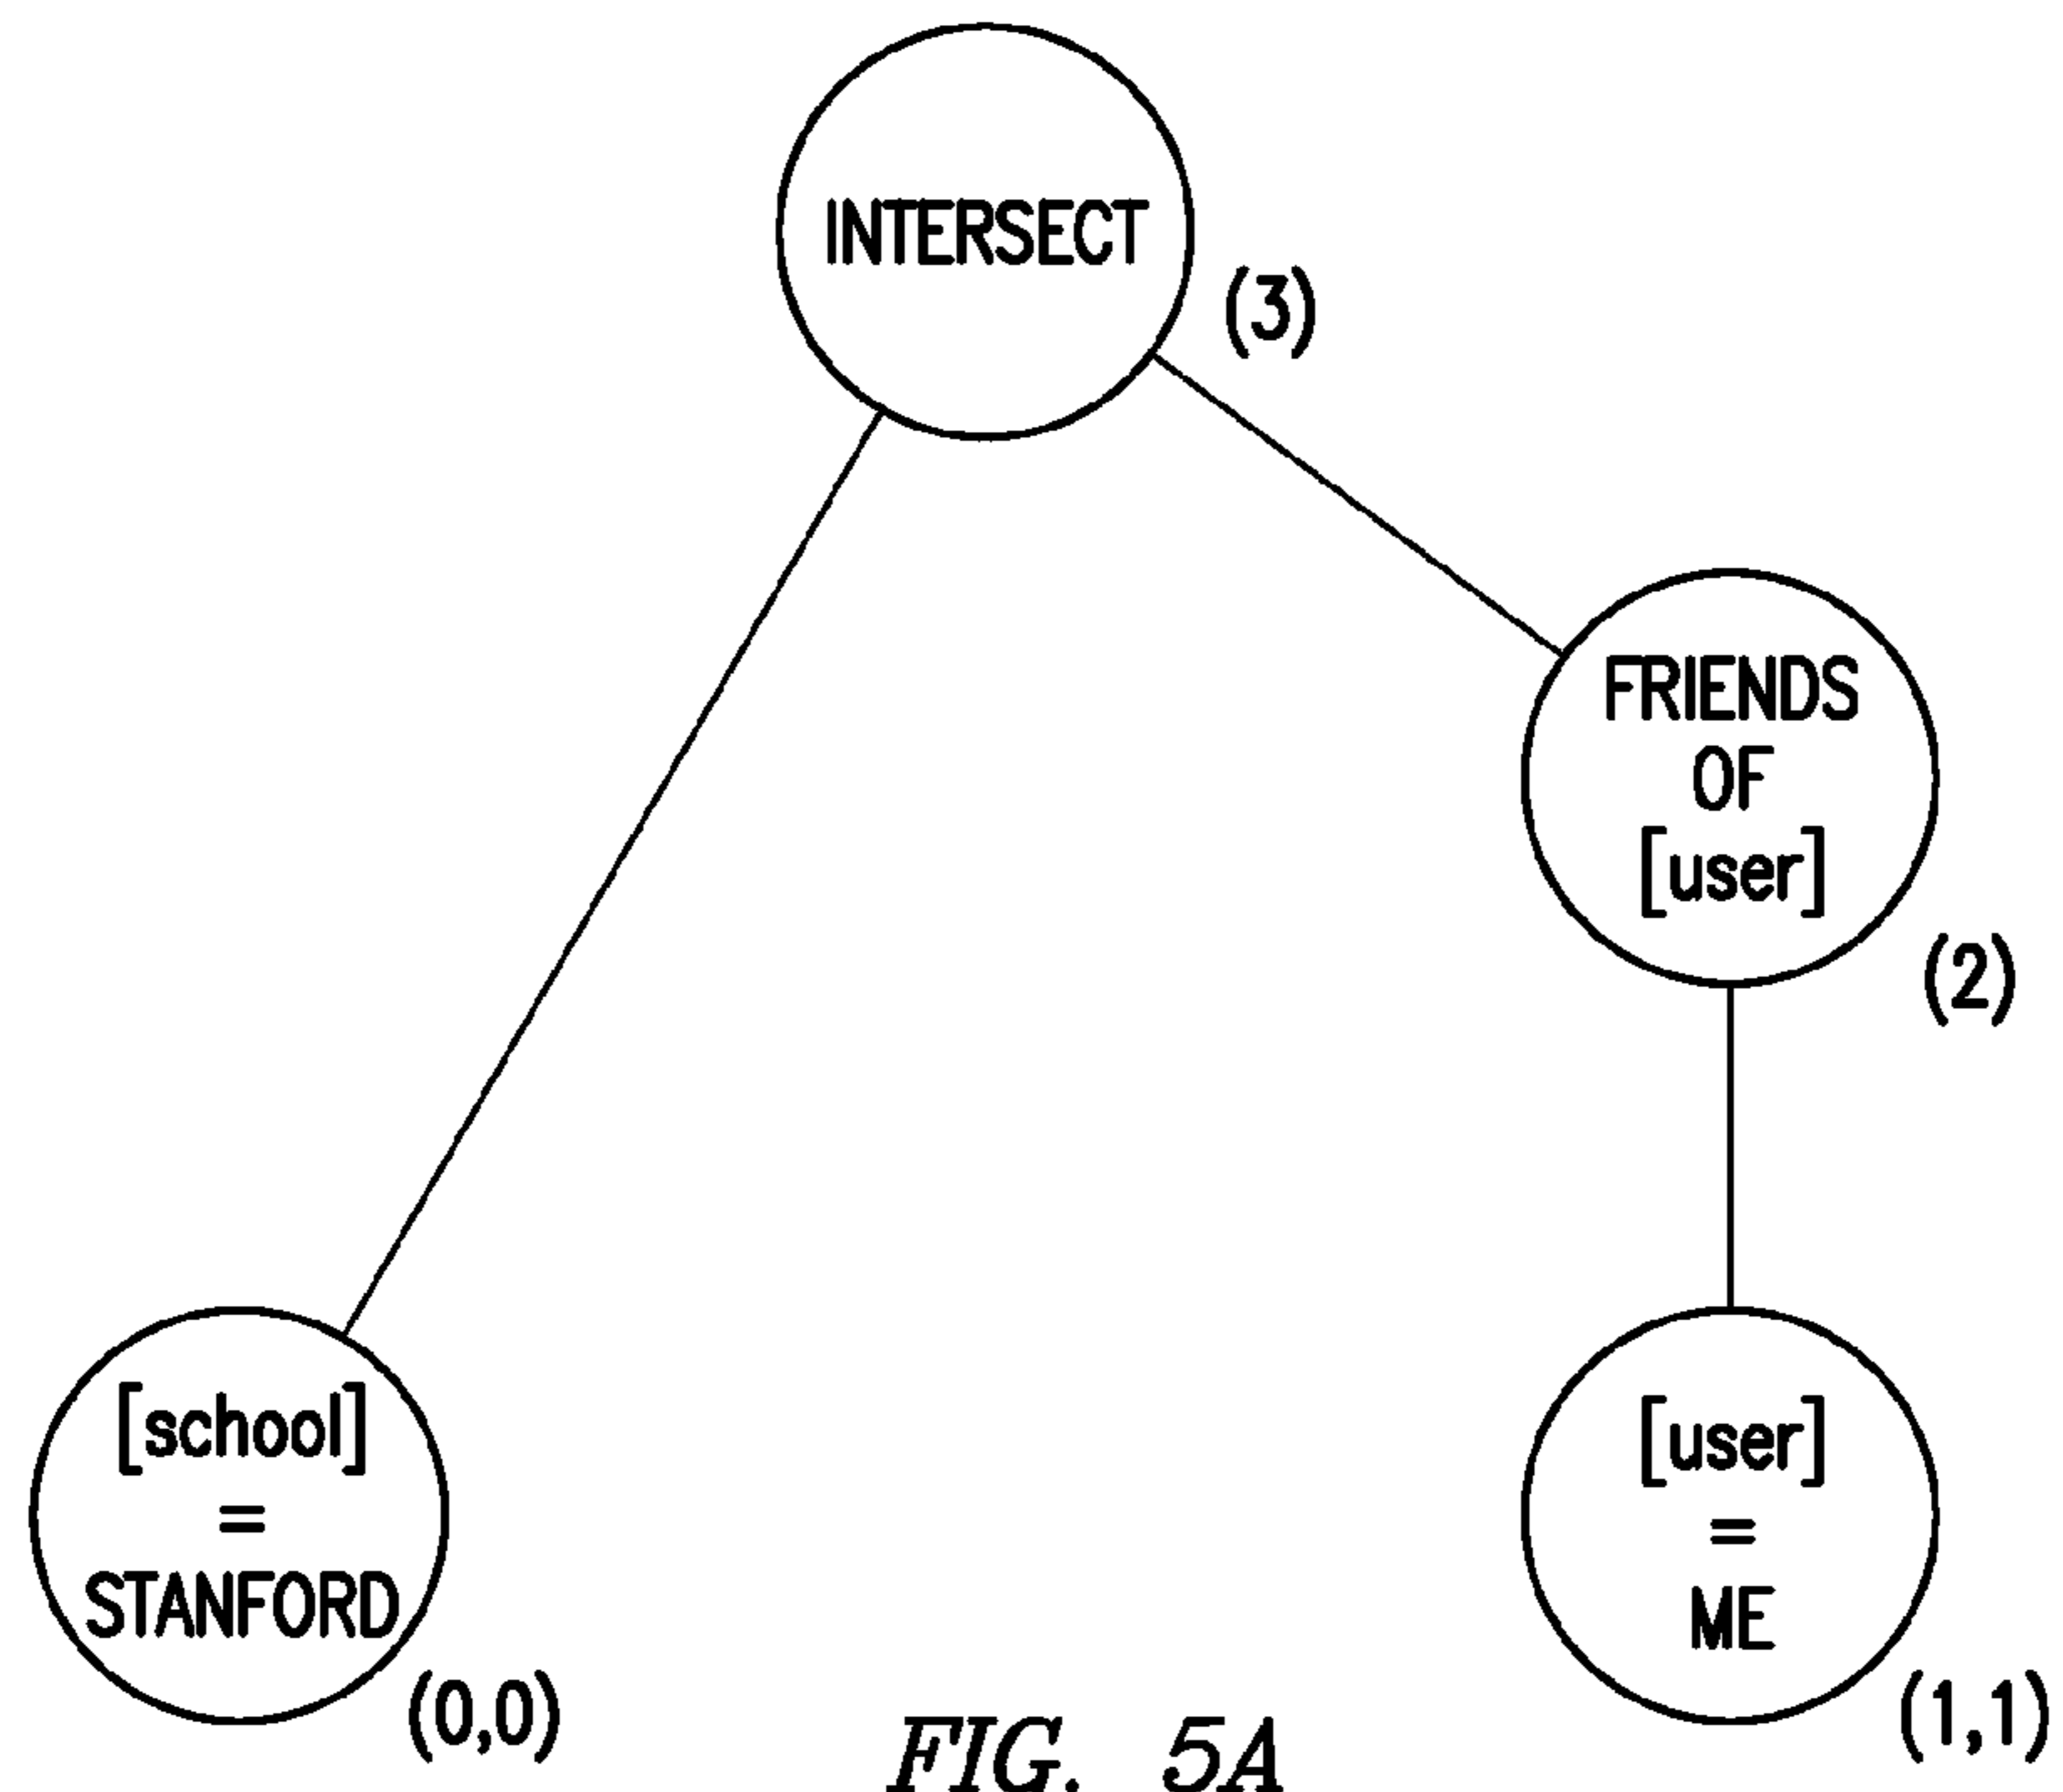 INTERSECT
(3)
FRIENDS
OF
[user]
(2)
[school]
=
STANFORD
(0,0)
[user]
=
ME
(1,1)
FIG. 5A